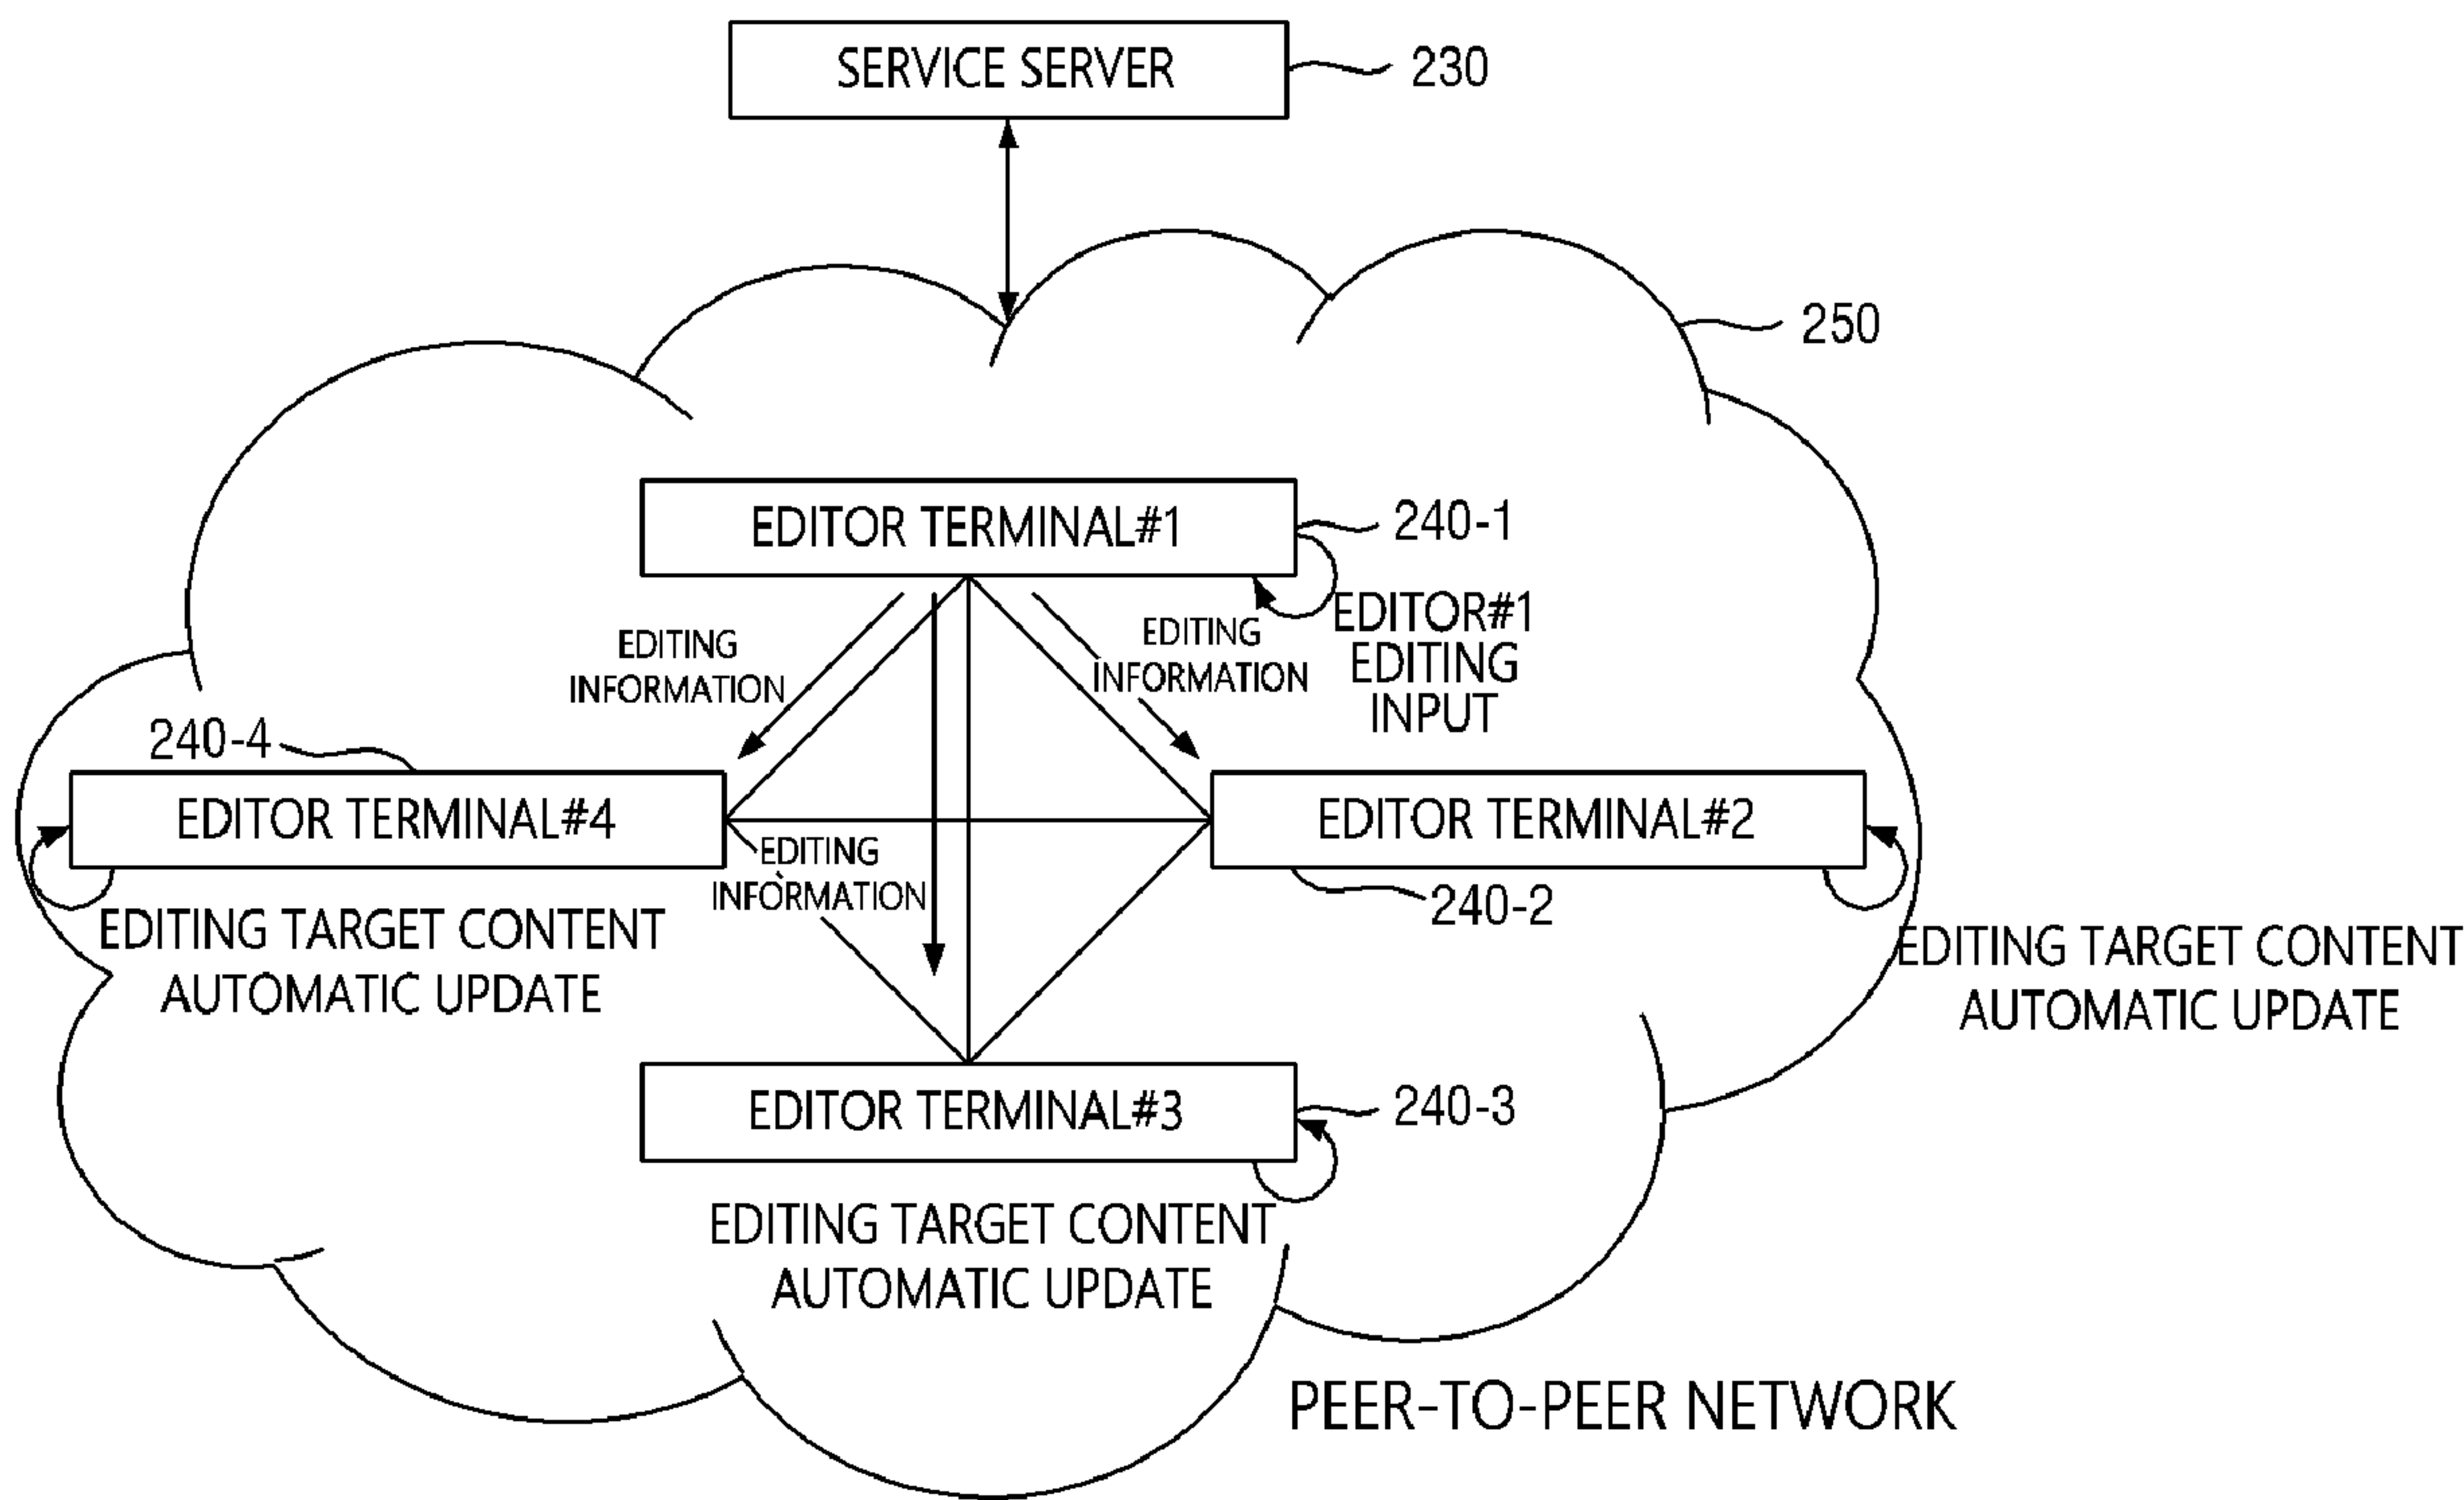 SERVICE SERVER
230
250
EDITOR TERMINAL#1
240-1
EDITOR#1
EDITING
INPUT
EDITING
INFORMATION
EDITING
INFORMATION
240-4
EDITOR TERMINAL#4
EDITOR TERMINAL#2
EDITING
INFORMATION
240-2
EDITING TARGET CONTENT
AUTOMATIC UPDATE
EDITING TARGET CONTENT
AUTOMATIC UPDATE
EDITOR TERMINAL#3
240-3
EDITING TARGET CONTENT
AUTOMATIC UPDATE
PEER-TO-PEER NETWORK